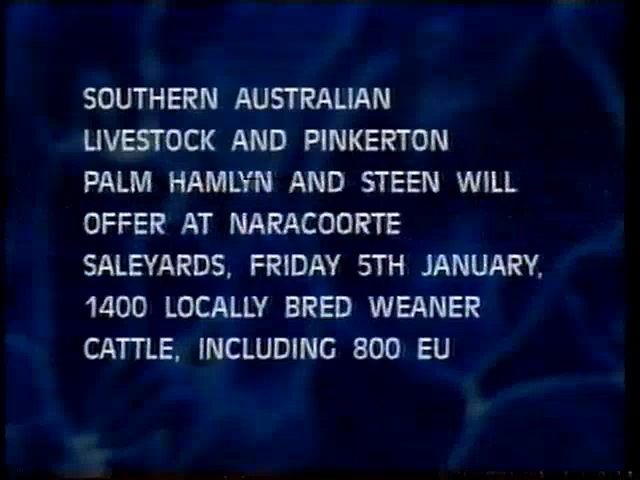 SOUTHERN AUSTRALIAN
LIVESTOCK AND PINKERTON
PALM HAMLYN AND STEEN WILL
OFFER AT NARACOORTE
SALEYARDS, FRIDAY 5TH JANUARY,
1400 LOCALLY BRED WEANER
CATTLE, INCLUDING 800 EU